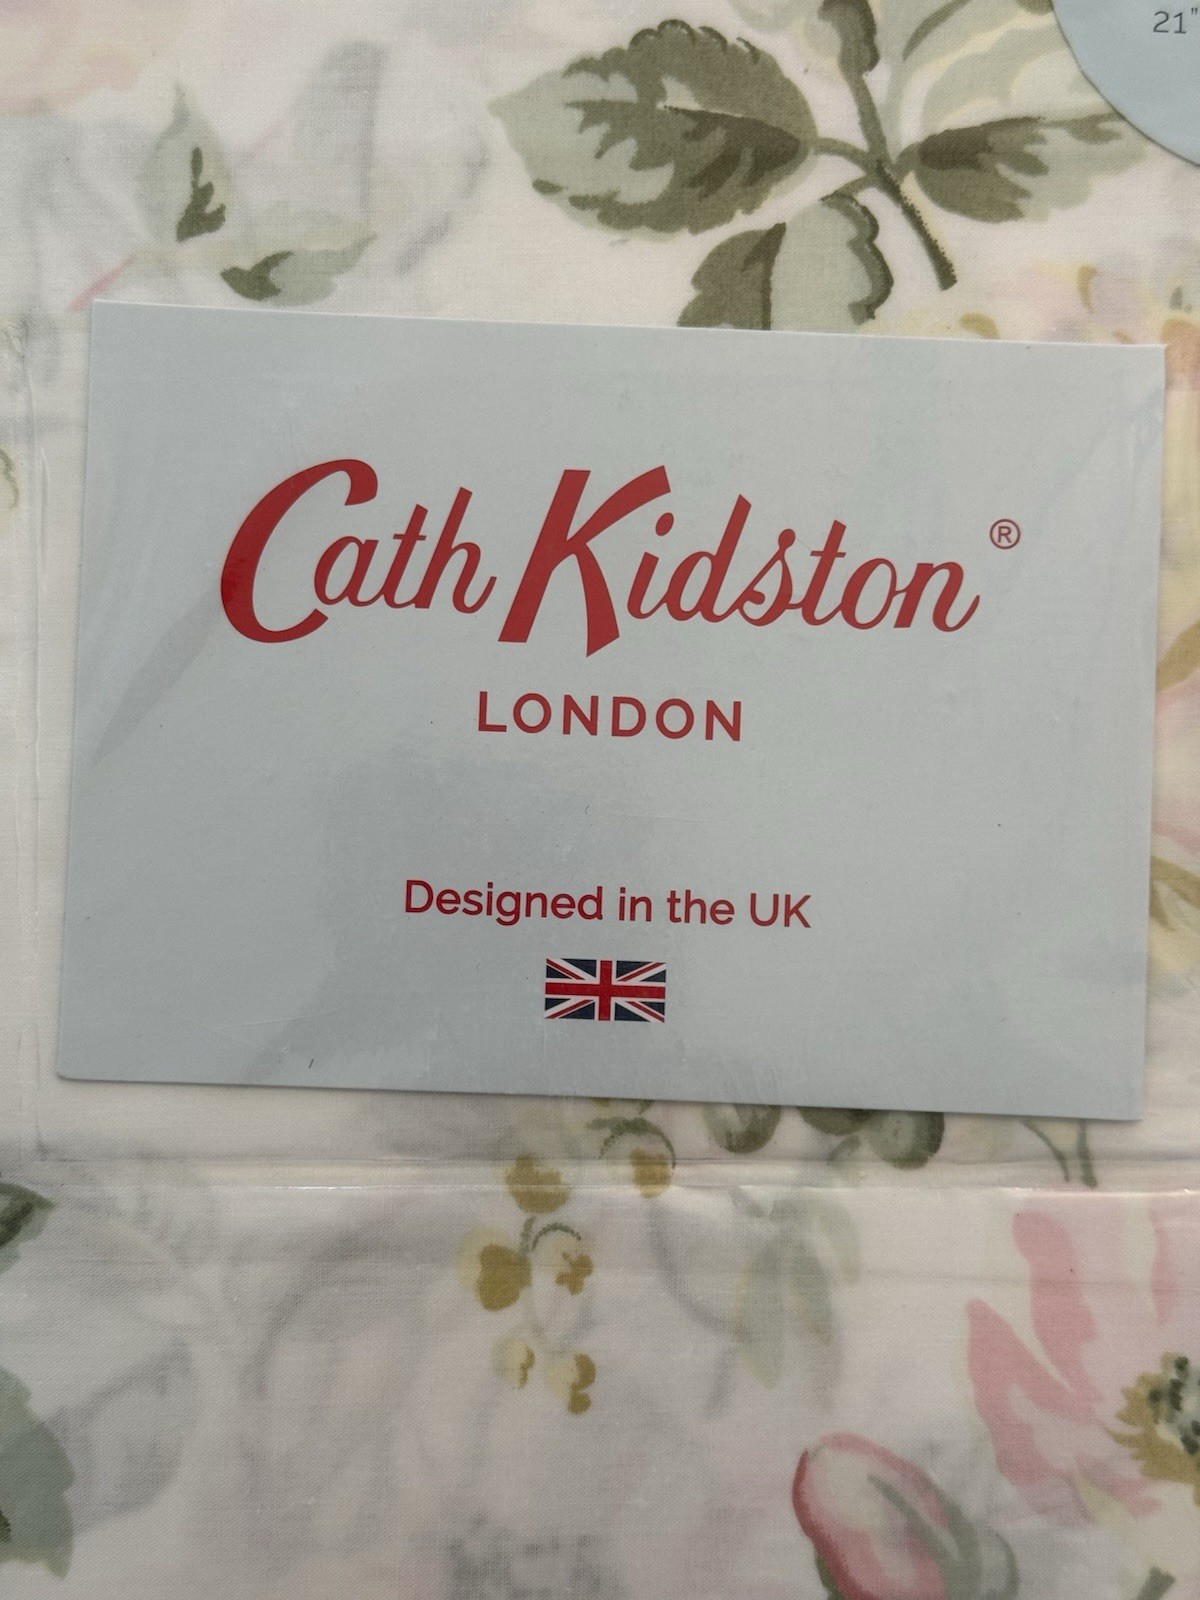 21"
Cath Kidston®
LONDON
Designed in the UK